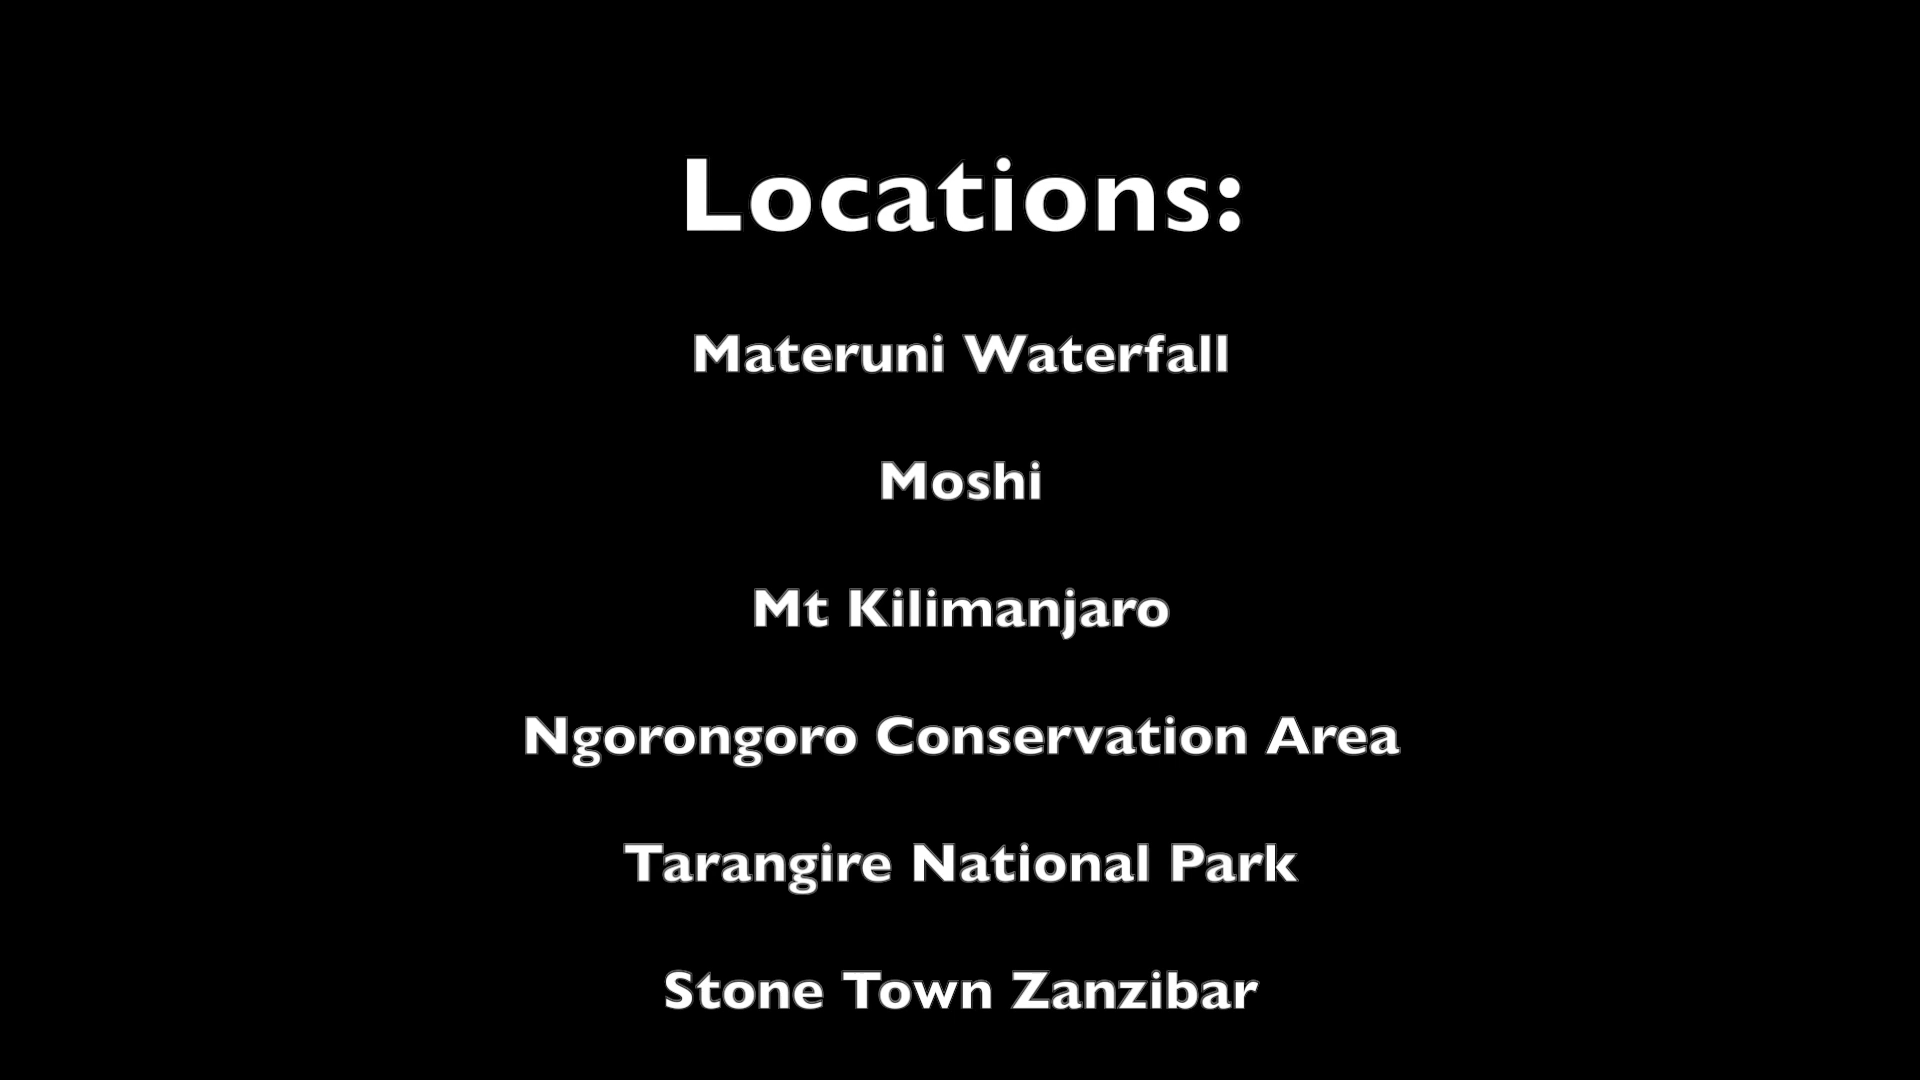 Locations:
Materuni Waterfall
Moshi
Mt Kilimanjaro
Ngorongoro Conservation Area
Tarangire National Park
Stone Town Zanzibar